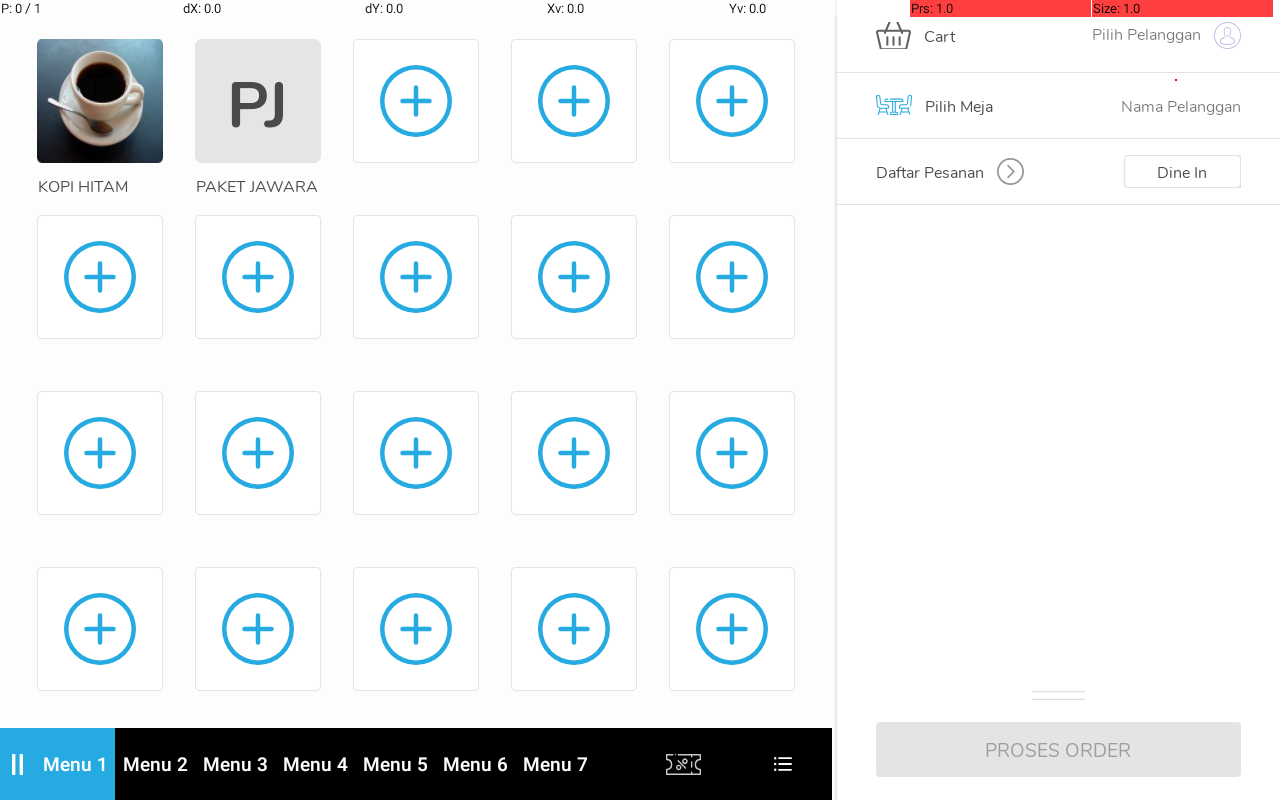 P: 0 / 1 dX: 0.0 dY: 0.0 Xv: 0.0 Yv: 0.0 Prs: 1.0 Size: 1.0
Cart Pilih Pelanggan
Pilih Meja Nama Pelanggan
PJ
Daftar Pesanan Dine In
KOPI HITAM PAKET JAWARA
PROSES ORDER
Menu 1 Menu 2 Menu 3 Menu 4 Menu 5 Menu 6 Menu 7